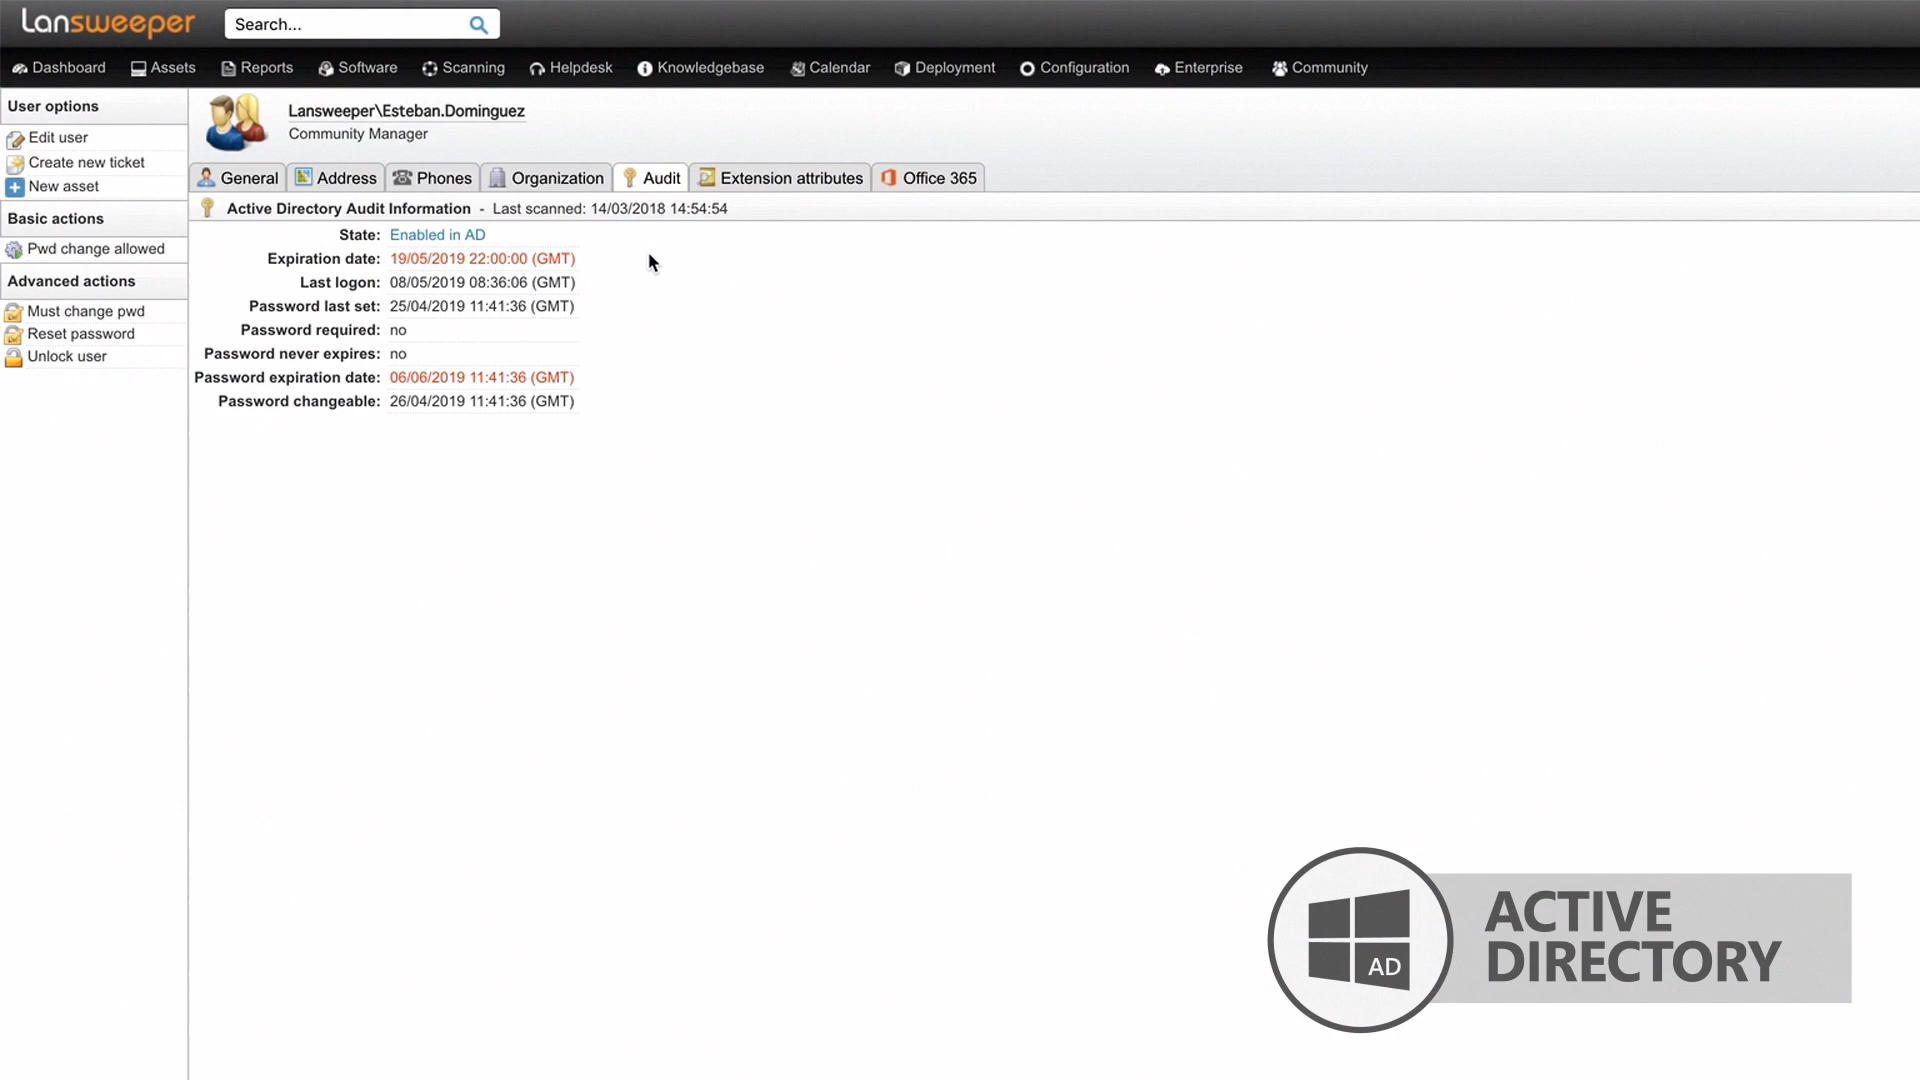 Lansweeper
Search...
Dashboard Assets Reports Software Scanning Helpdesk Knowledgebase Calendar Deployment Configuration Enterprise Community
User options
Edit user
Create new ticket
New asset
Basic actions
Pwd change allowed
Advanced actions
Must change pwd
Reset password
Unlock user
Lansweeper\Esteban.Dominguez
Community Manager
General Address Phones Organization Audit Extension attributes Office 365
Active Directory Audit Information - Last scanned: 14/03/2018 14:54:54
State: Enabled in AD
Expiration date: 19/05/2019 22:00:00 (GMT)
Last logon: 08/05/2019 08:36:06 (GMT)
Password last set: 25/04/2019 11:41:36 (GMT)
Password required: no
Password never expires: no
Password expiration date: 06/06/2019 11:41:36 (GMT)
Password changeable: 26/04/2019 11:41:36 (GMT)
AD
ACTIVE
DIRECTORY